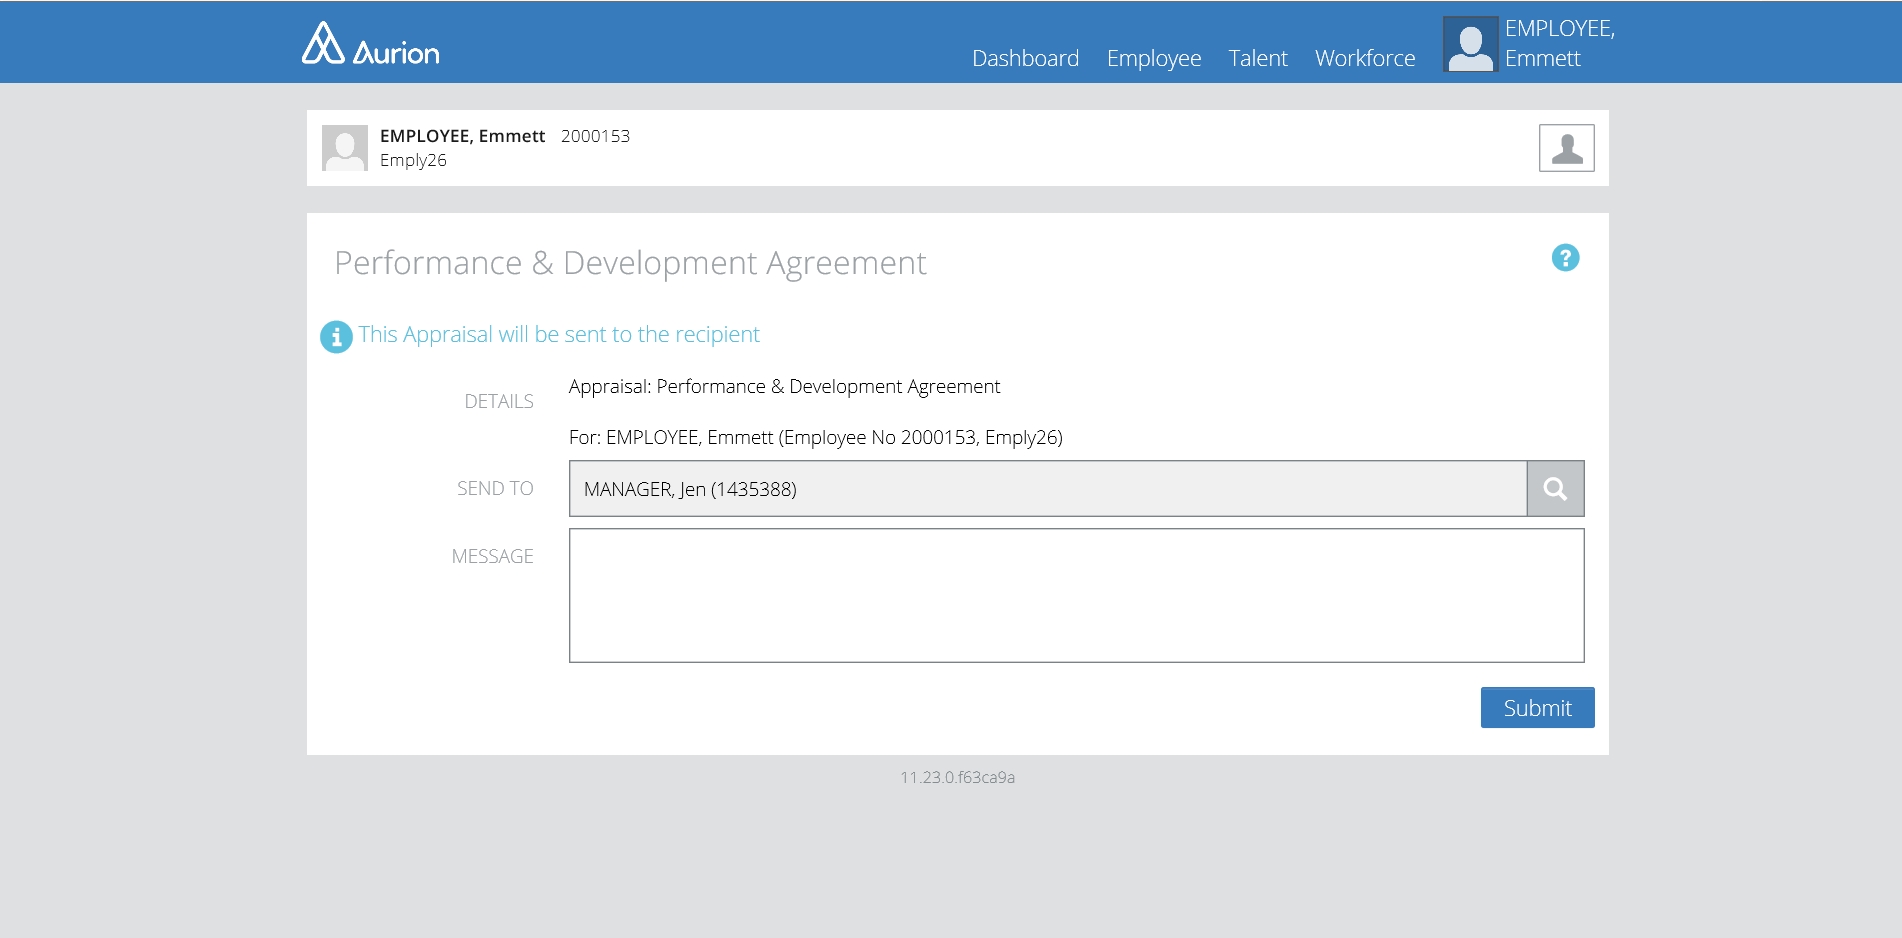 Aurion
Dashboard Employee Talent Workforce
EMPLOYEE,
Emmett
EMPLOYEE, Emmett 2000153
Emply26
Performance & Development Agreement
?
i This Appraisal will be sent to the recipient
DETAILS
Appraisal: Performance & Development Agreement
For: EMPLOYEE, Emmett (Employee No 2000153, Emply26)
SEND TO
MANAGER, Jen (1435388)
MESSAGE
Submit
11.23.0.f63ca9a